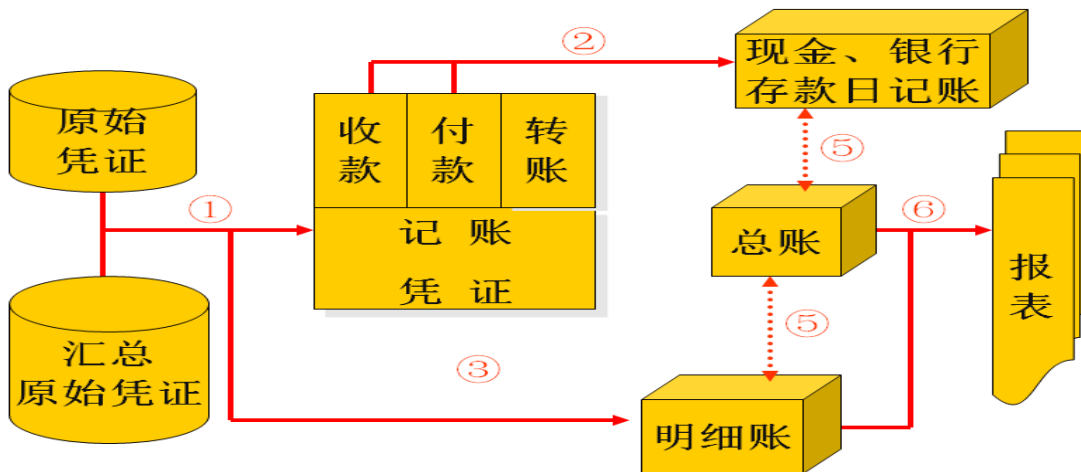 ②
现金、银行
存款日记账
原始
凭证
收款
付款
转账
⑤
①
记 账
凭 证
总账
⑥
报表
⑤
汇总
原始凭证
③
明细账